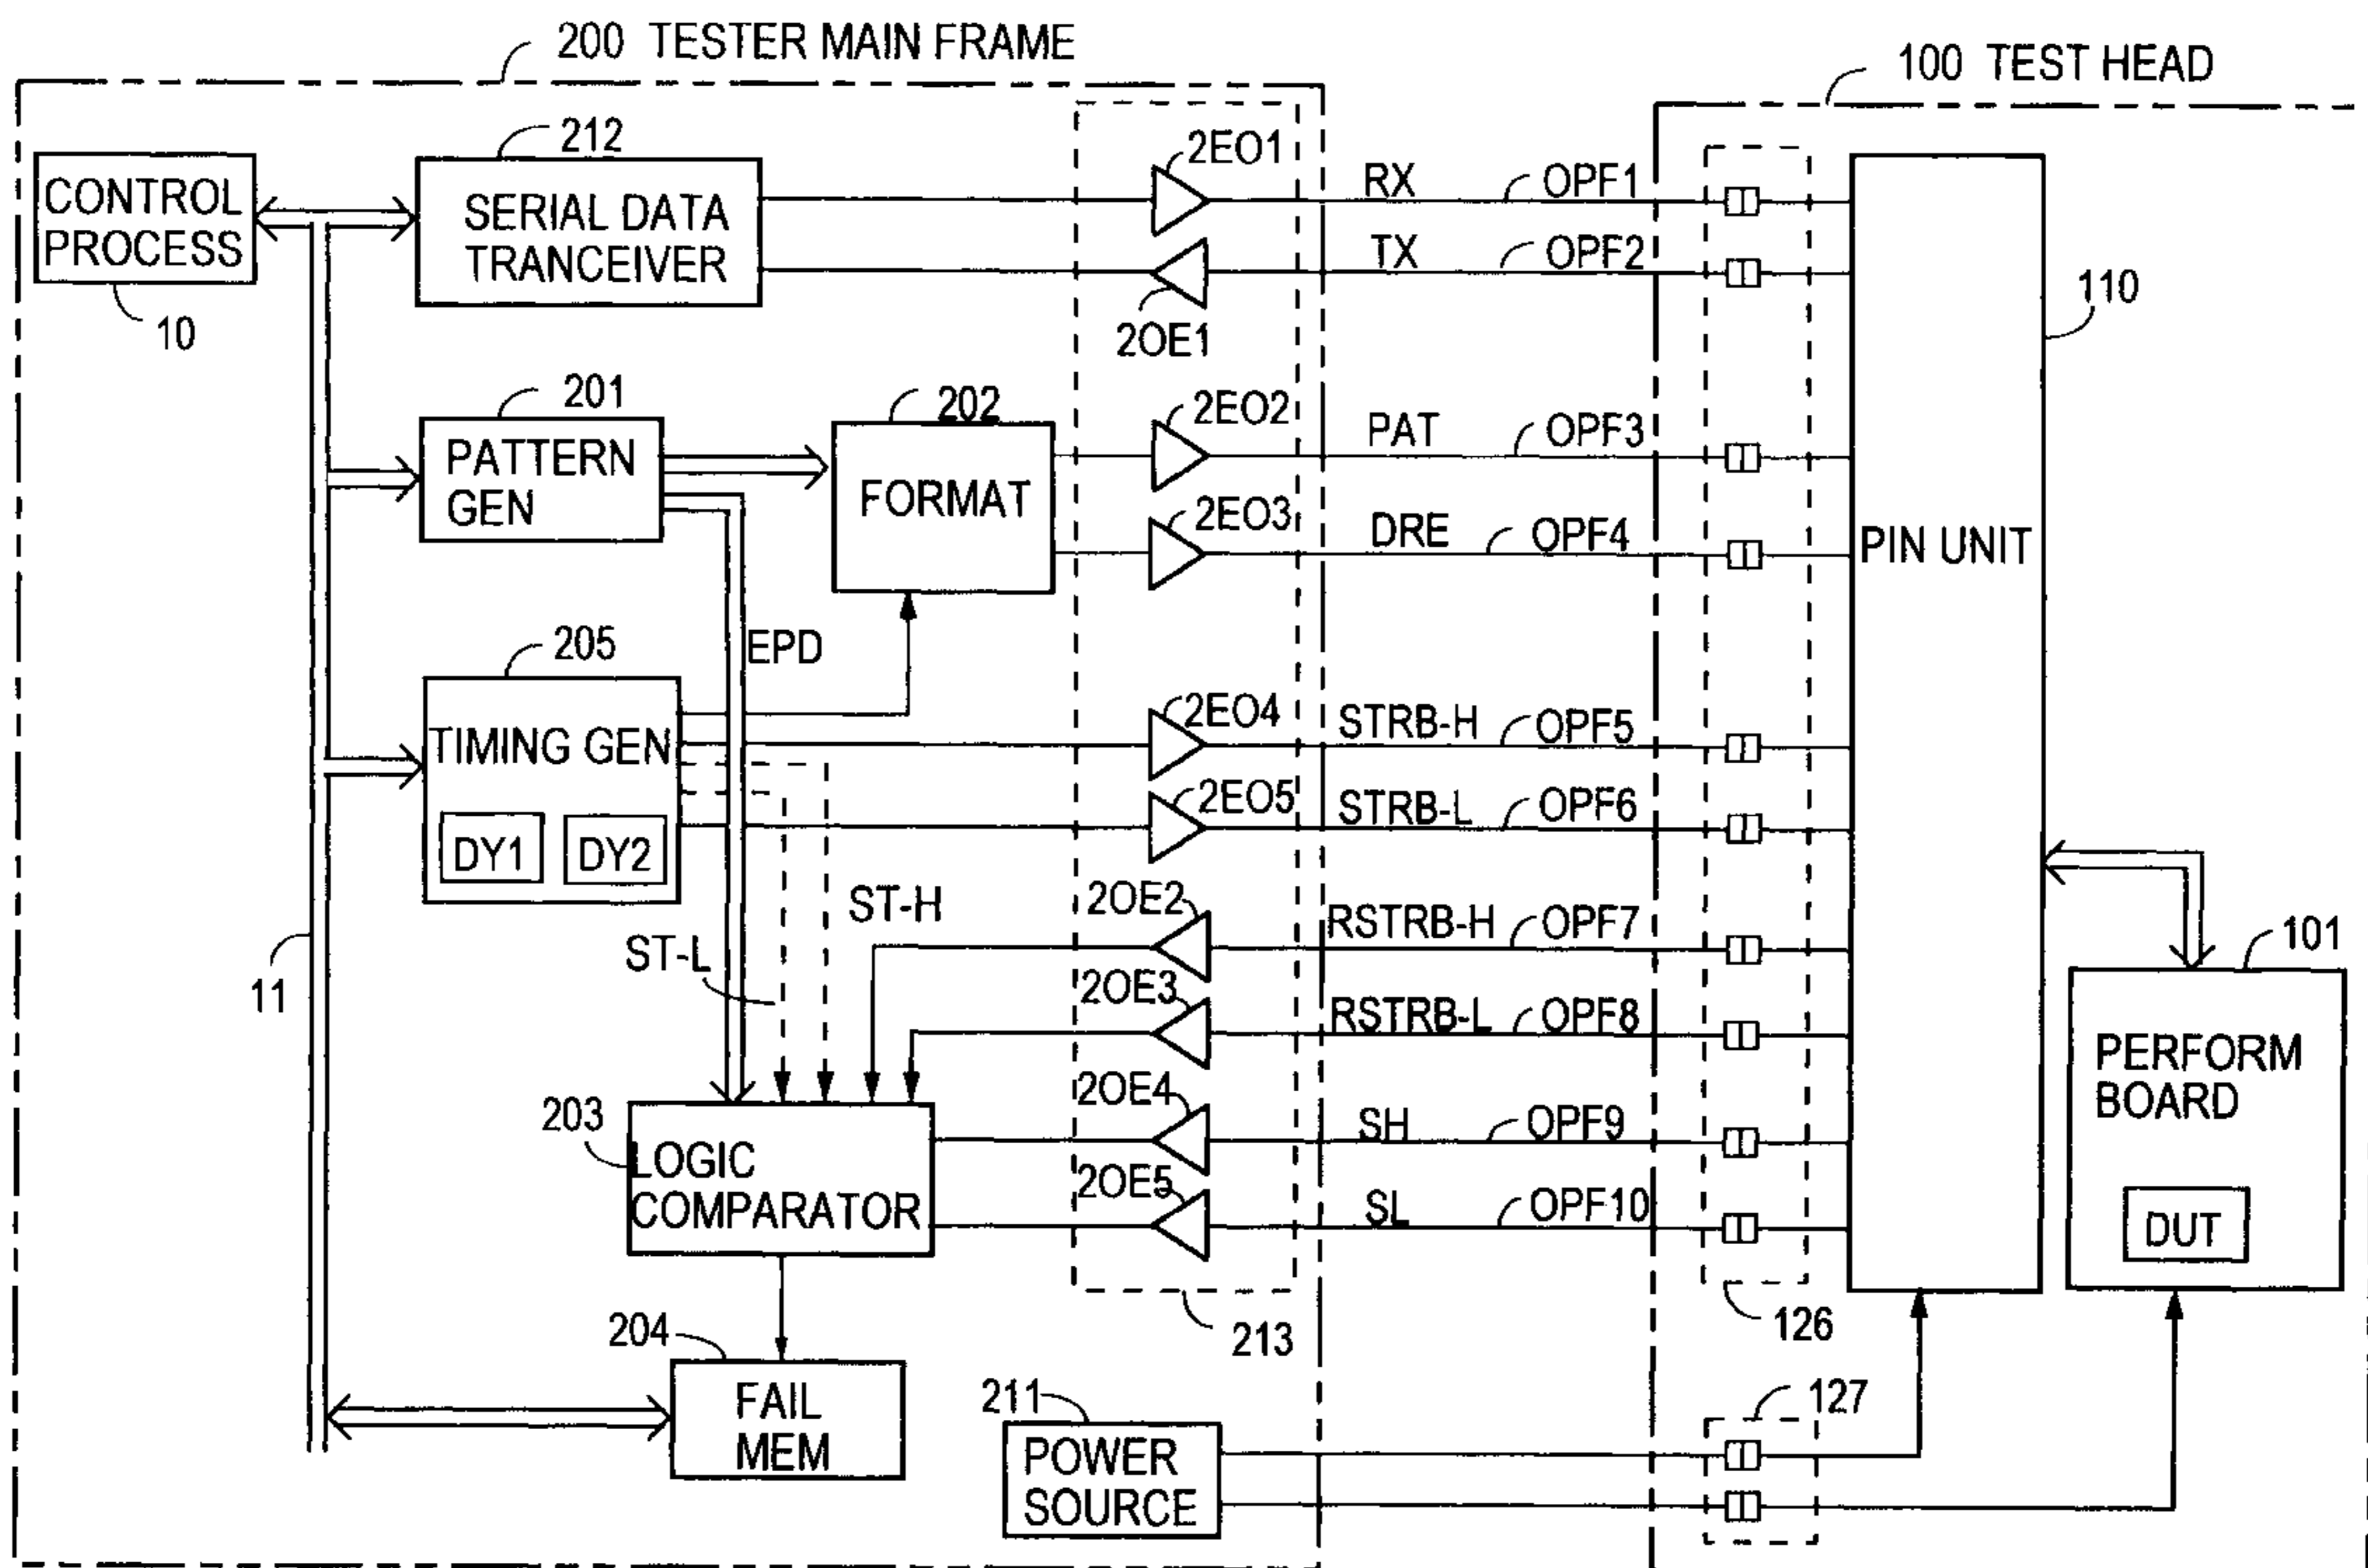 200 TESTER MAIN FRAME
100 TEST HEAD
212
CONTROL
PROCESS
10
SERIAL DATA
TRANCEIVER
2EO1
RX
OPF1
TX
OPF2
2OE1
110
201
PATTERN
GEN
202
FORMAT
2EO2
PAT
OPF3
2EO3
DRE
OPF4
PIN UNIT
EPD
205
TIMING GEN
DY1
DY2
2EO4
STRB-H
OPF5
2EO5
STRB-L
OPF6
ST-H
ST-L
11
2OE2
RSTRB-H
OPF7
2OE3
RSTRB-L
OPF8
101
PERFORM
BOARD
DUT
203
LOGIC
COMPARATOR
2OE4
SH
OPF9
2OE5
SL
OPF10
213
126
204
FAIL
MEM
211
POWER
SOURCE
127